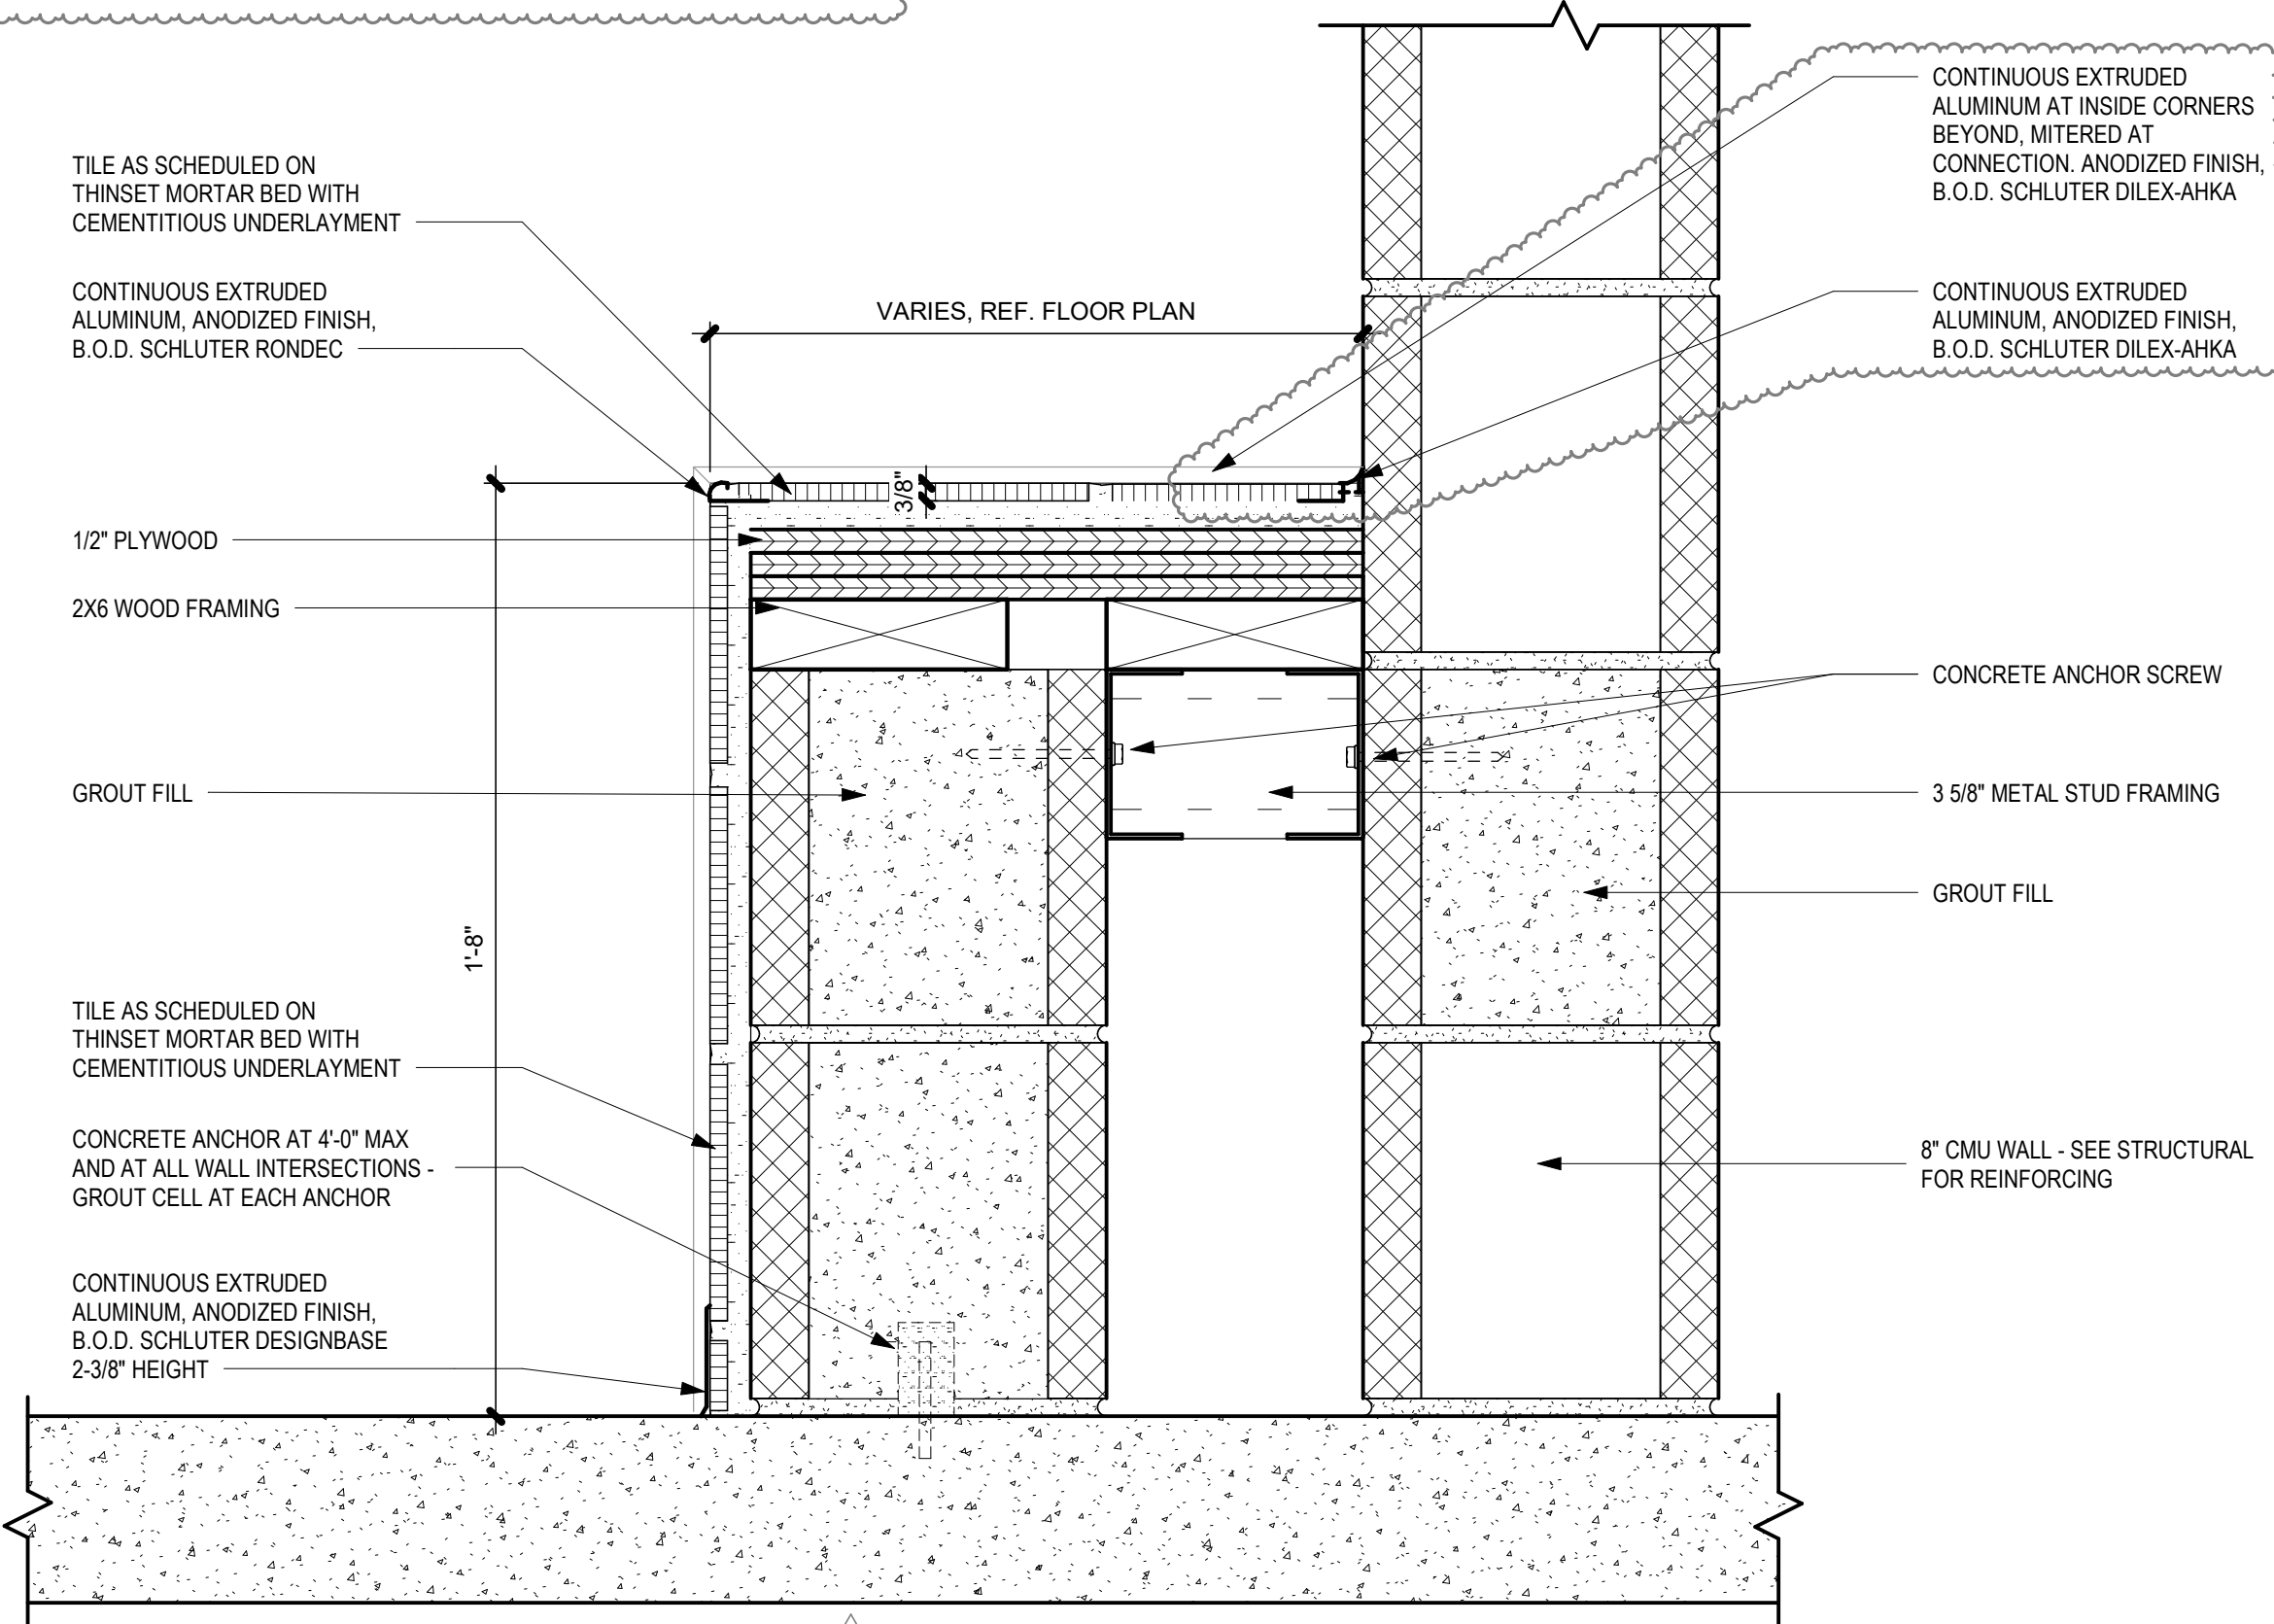 TILE AS SCHEDULED ON
THINSET MORTAR BED WITH
CEMENTITIOUS UNDERLAYMENT
CONTINUOUS EXTRUDED
ALUMINUM, ANODIZED FINISH,
B.O.D. SCHLUTER RONDEC
1/2" PLYWOOD
2X6 WOOD FRAMING
GROUT FILL
TILE AS SCHEDULED ON
THINSET MORTAR BED WITH
CEMENTITIOUS UNDERLAYMENT
CONCRETE ANCHOR AT 4'-0" MAX
AND AT ALL WALL INTERSECTIONS -
GROUT CELL AT EACH ANCHOR
CONTINUOUS EXTRUDED
ALUMINUM, ANODIZED FINISH,
B.O.D. SCHLUTER DESIGNBASE
2-3/8" HEIGHT
1'-8"
VARIES, REF. FLOOR PLAN
3/8"
CONTINUOUS EXTRUDED
ALUMINUM AT INSIDE CORNERS
BEYOND, MITERED AT
CONNECTION. ANODIZED FINISH,
B.O.D. SCHLUTER DILEX-AHKA
CONTINUOUS EXTRUDED
ALUMINUM, ANODIZED FINISH,
B.O.D. SCHLUTER DILEX-AHKA
CONCRETE ANCHOR SCREW
3 5/8" METAL STUD FRAMING
GROUT FILL
8" CMU WALL - SEE STRUCTURAL
FOR REINFORCING